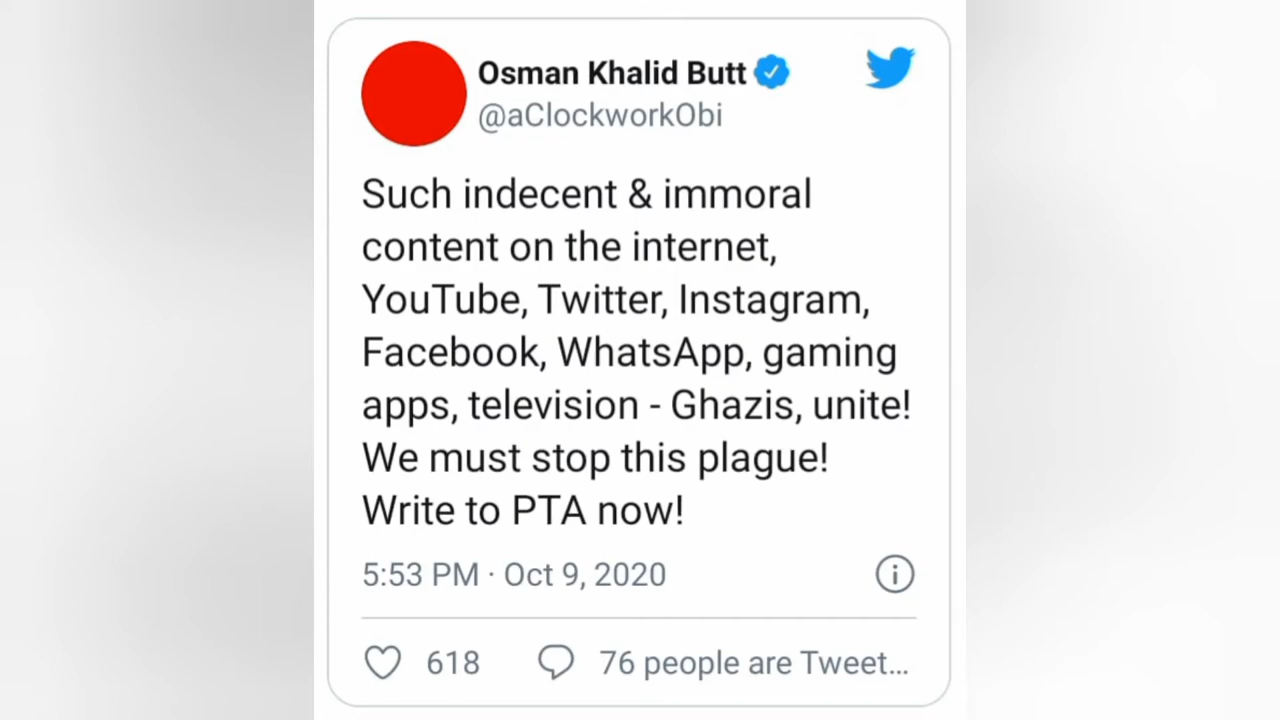 Osman Khalid Butt
@aClockworkObi
Such indecent & immoral
content on the internet,
YouTube, Twitter, Instagram,
Facebook, WhatsApp, gaming
apps, television - Ghazis, unite!
We must stop this plague!
Write to PTA now!
5:53 PM · Oct 9, 2020
618 76 people are Tweet...